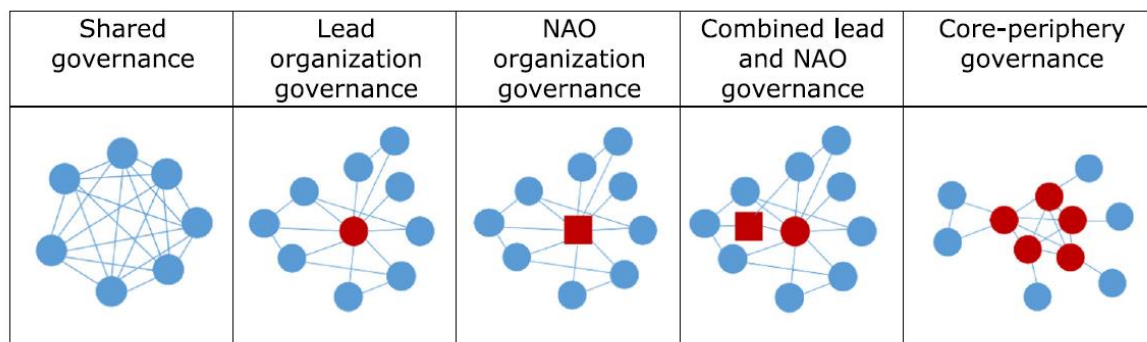 Shared
governance
Lead
organization
governance
NAO
organization
governance
Combined lead
and NAO
governance
Core-periphery
governance